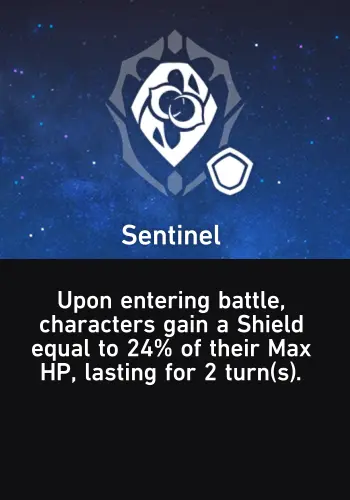 Sentinel
Upon entering battle,
characters gain a Shield
equal to 24% of their Max
HP, lasting for 2 turn(s).